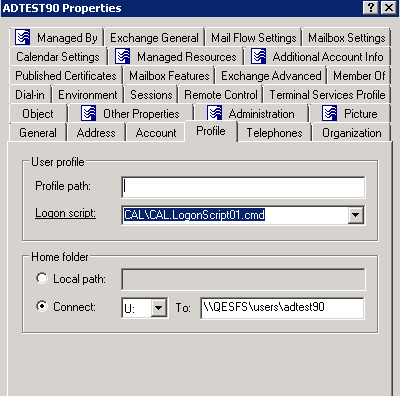 ADTEST90 Properties
Managed By Exchange General Mail Flow Settings Mailbox Settings
Calendar Settings Managed Resources Additional Account Info
Published Certificates Mailbox Features Exchange Advanced Member Of
Dial-in Environment Sessions Remote Control Terminal Services Profile
Object Other Properties Administration Picture
General Address Account Profile Telephones Organization
User profile
Profile path:
Logon script: CAL\CAL.LogonScript01.cmd
Home folder
Local path:
Connect: U: To: \\QESFS\users\adtest90